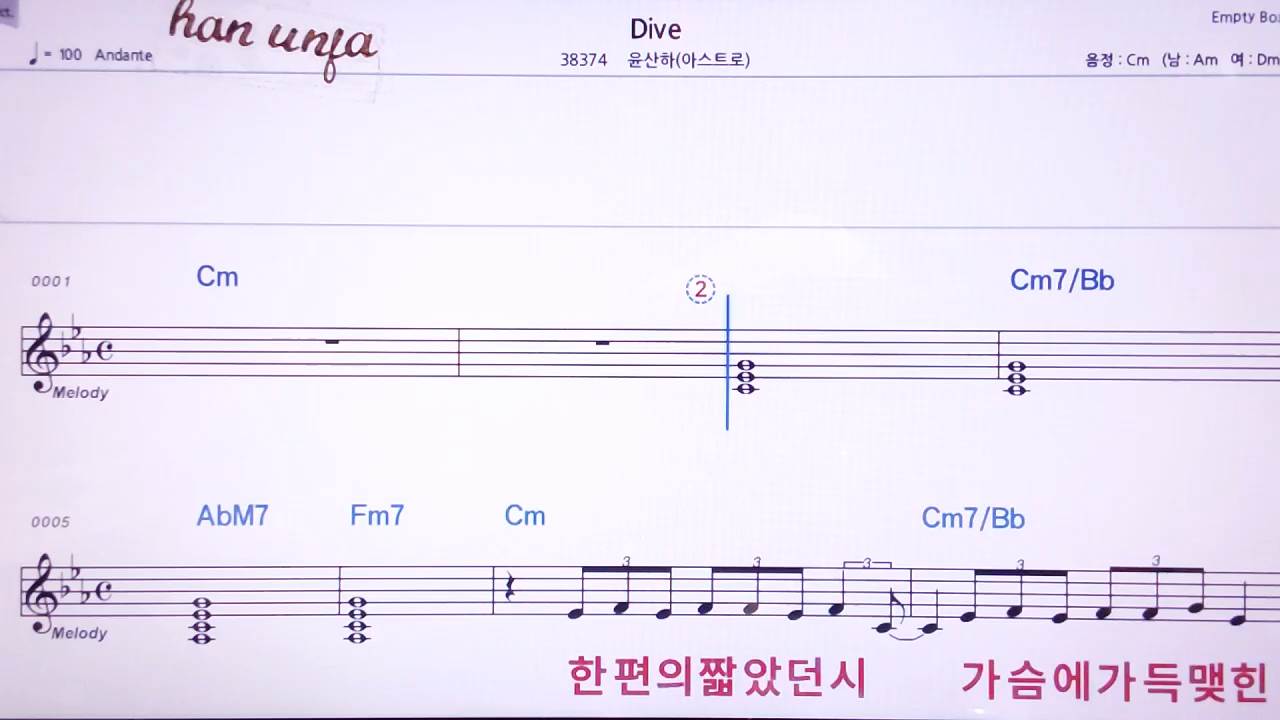 han unja
Dive
Empty Bo
♩= 100 Andante
38374 윤산하(아스트로)
음정 : Cm (남 : Am 여 : Dm
0001
Cm
2
Cm7/Bb
Melody
0005
AbM7 Fm7 Cm Cm7/Bb
3 3 3 3 3
Melody
한편의짧았던시 가슴에가득맺힌